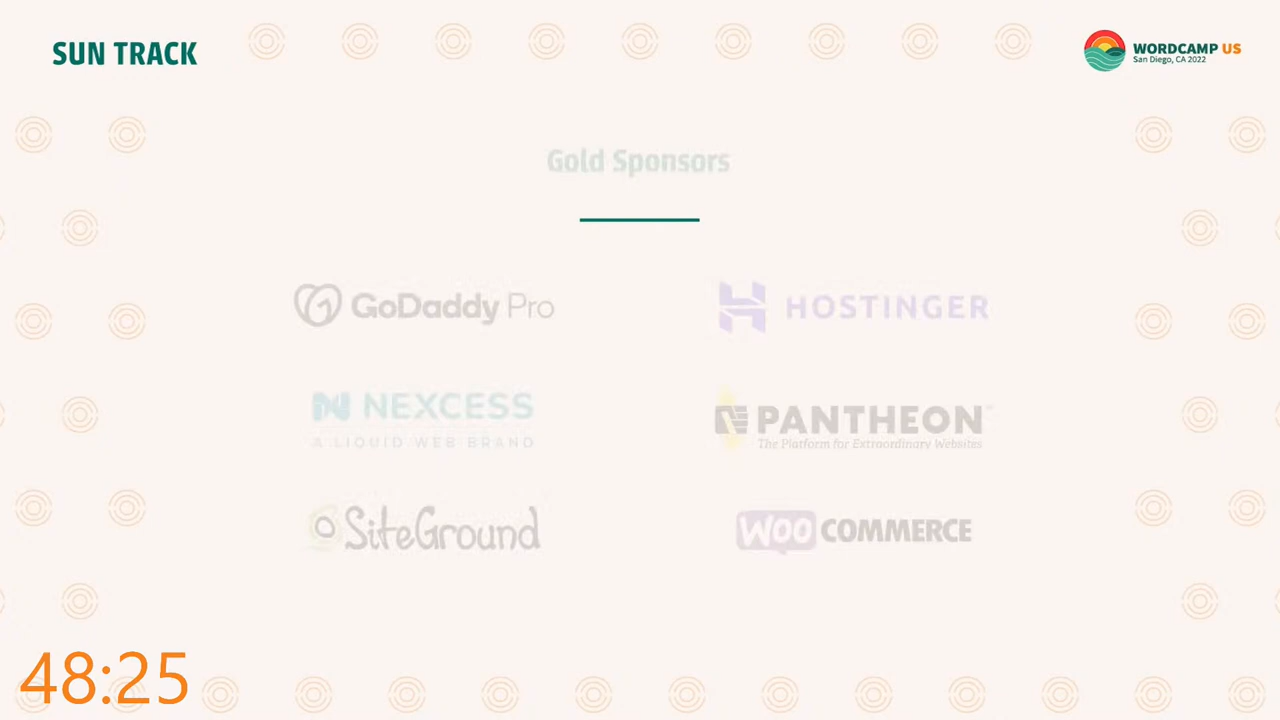 SUN TRACK
WORDCAMP US
San Diego, CA 2022
Gold Sponsors
GoDaddy Pro
HOSTINGER
NEXCESS
A LIQUID WEB BRAND
PANTHEON
The Platform for Extraordinary Websites
SiteGround
WOO COMMERCE
48:25